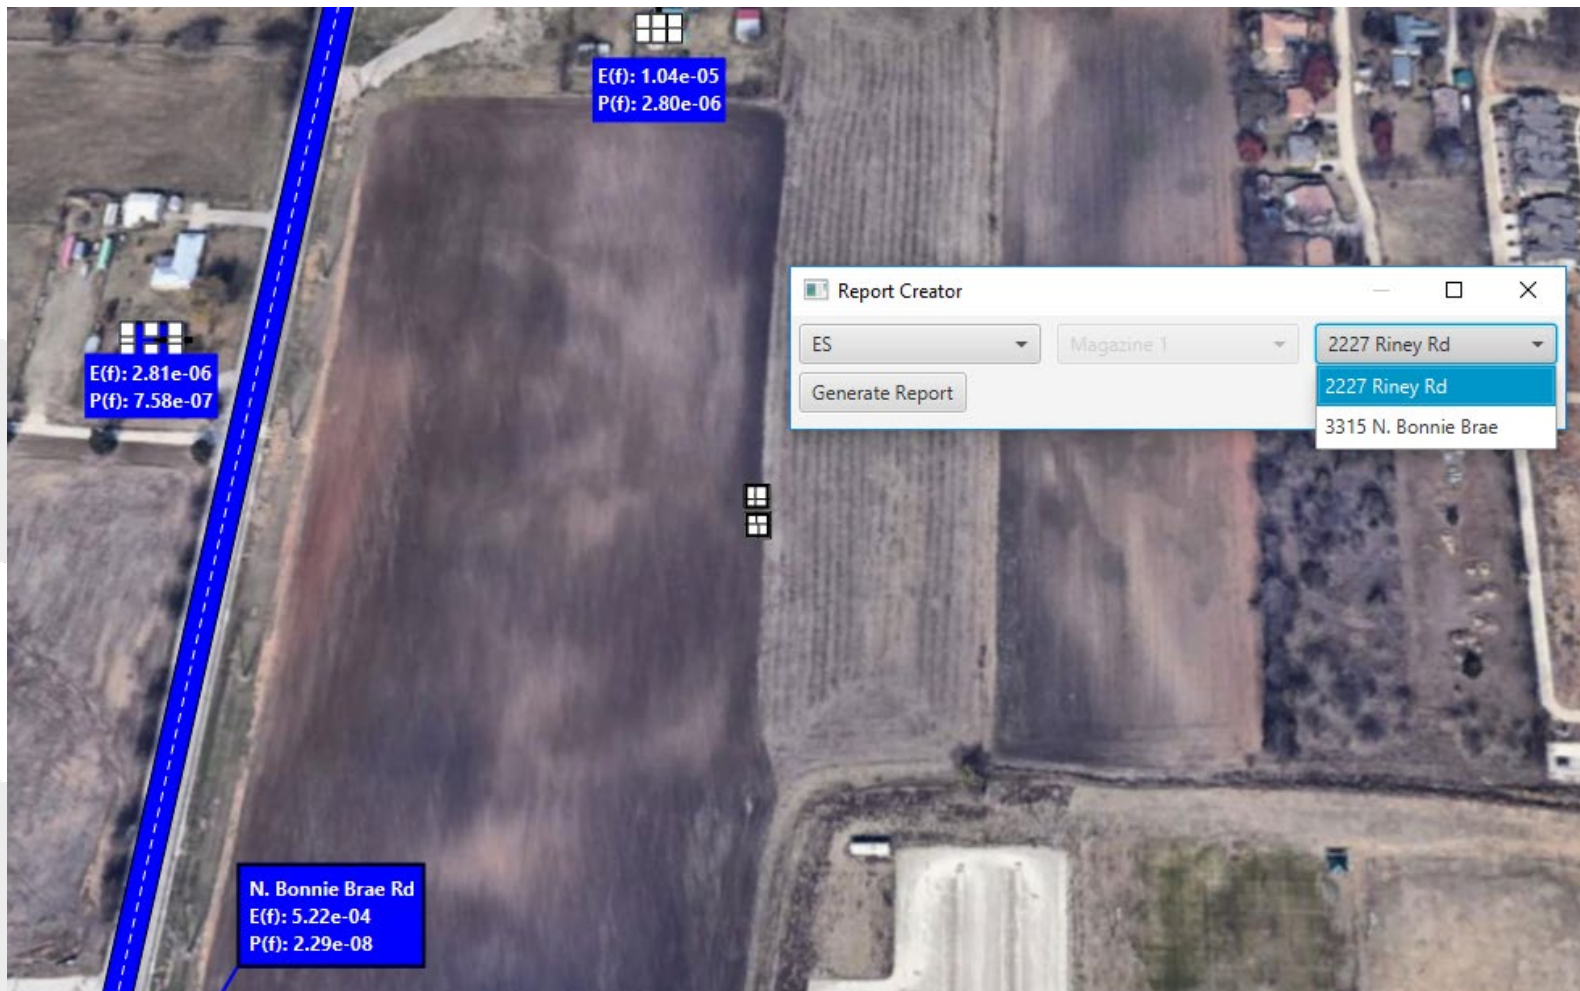 E(f): 1.04e-05
P(f): 2.80e-06
Report Creator
ES
Magazine 1
2227 Riney Rd
Generate Report
2227 Riney Rd
3315 N. Bonnie Brae
E(f): 2.81e-06
P(f): 7.58e-07
N. Bonnie Brae Rd
E(f): 5.22e-04
P(f): 2.29e-08